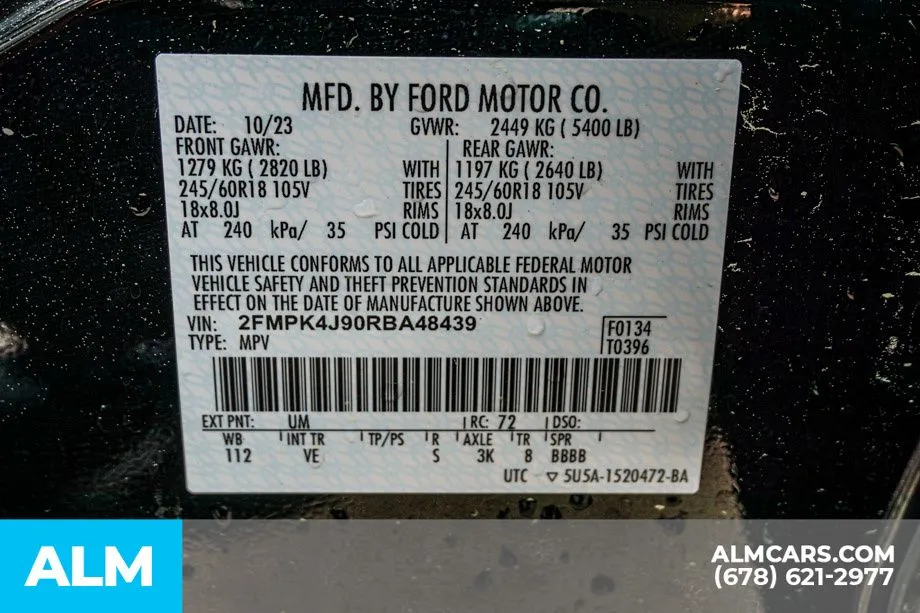 MFD. BY FORD MOTOR CO.
DATE: 10/23 GVWR: 2449 KG ( 5400 LB)
FRONT GAWR: REAR GAWR:
1279 KG ( 2820 LB) WITH 1197 KG ( 2640 LB) WITH
245/60R18 105V TIRES 245/60R18 105V TIRES
18x8.0J RIMS 18x8.0J RIMS
AT 240 kPa/ 35 PSI COLD AT 240 kPa/ 35 PSI COLD
THIS VEHICLE CONFORMS TO ALL APPLICABLE FEDERAL MOTOR
VEHICLE SAFETY AND THEFT PREVENTION STANDARDS IN
EFFECT ON THE DATE OF MANUFACTURE SHOWN ABOVE.
VIN: 2FMPK4J90RBA48439 F0134
TYPE: MPV T0396
EXT PNT: UM RC: 72 DSO:
WB INT TR TP/PS R AXLE TR SPR
112 VE S 3K 8 BBBB
UTC ▽ 5U5A-1520472-BA
ALM
ALMCARS.COM
(678) 621-2977